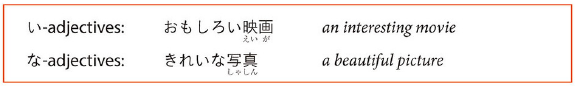 い-adjectives: おもしろい映画 an interesting movie
えい が
な-adjectives: きれいな写真 a beautiful picture
しゃしん